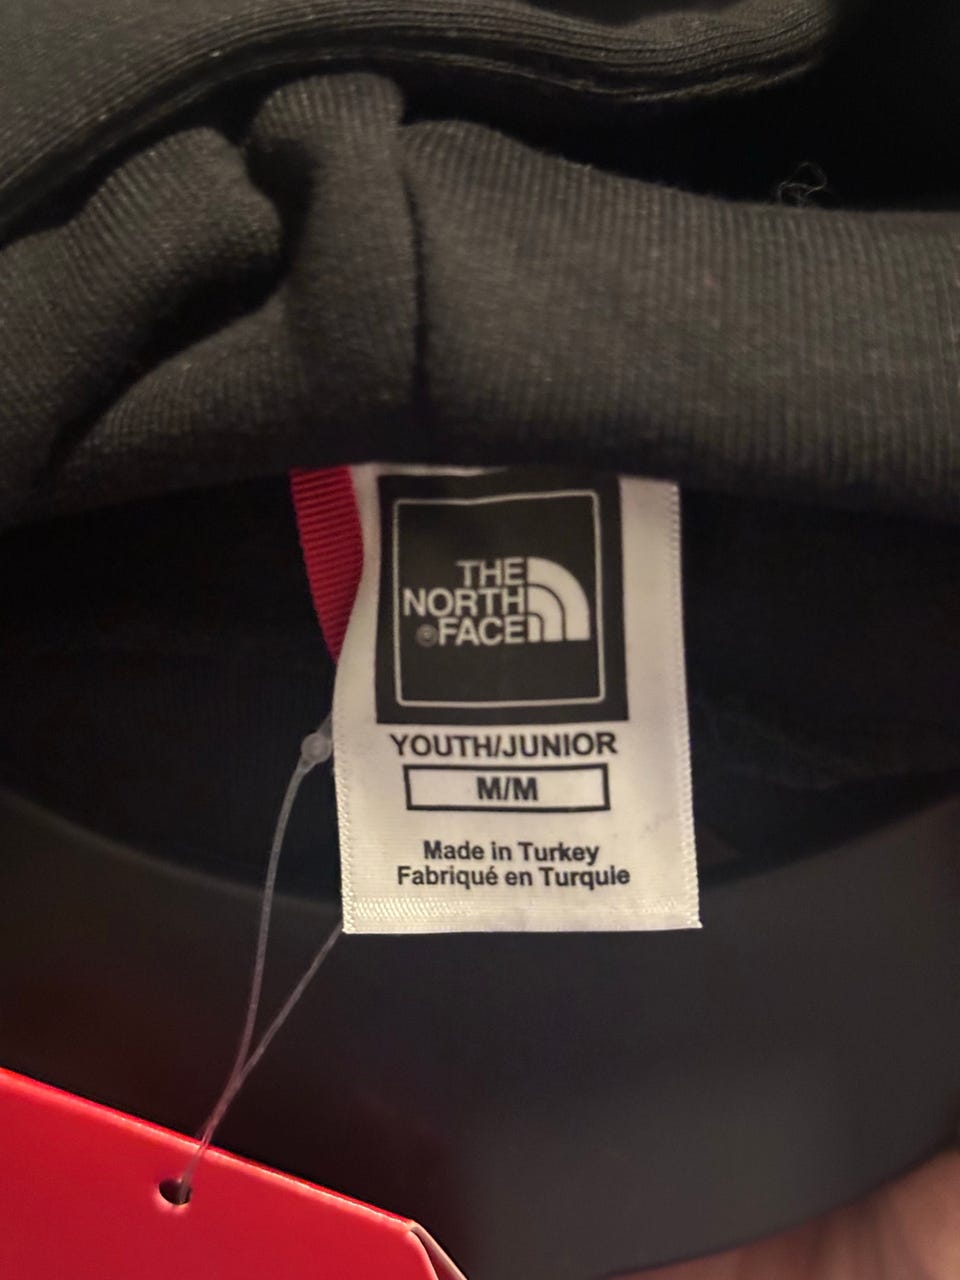 THE
NORTH
®FACE
YOUTH/JUNIOR
M/M
Made in Turkey
Fabriqué en Turquie